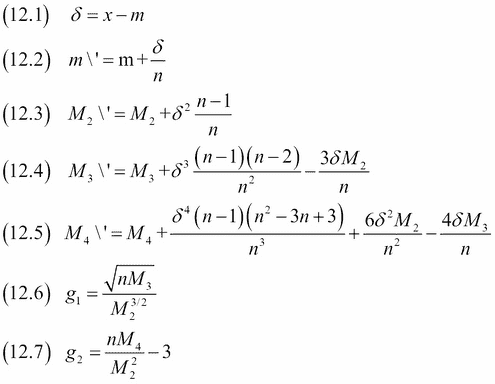 (12.1) δ = x − m
(12.2) m \' = m + δ/n
(12.3) M₂ \' = M₂ + δ² (n − 1)/n
(12.4) M₃ \' = M₃ + δ³ (n − 1)(n − 2)/n² − 3δM₂/n
(12.5) M₄ \' = M₄ + δ⁴ (n − 1)(n² − 3n + 3)/n³ + 6δ²M₂/n² − 4δM₃/n
(12.6) g₁ = √(nM₃)/M₂^(3/2)
(12.7) g₂ = nM₄/M₂² − 3